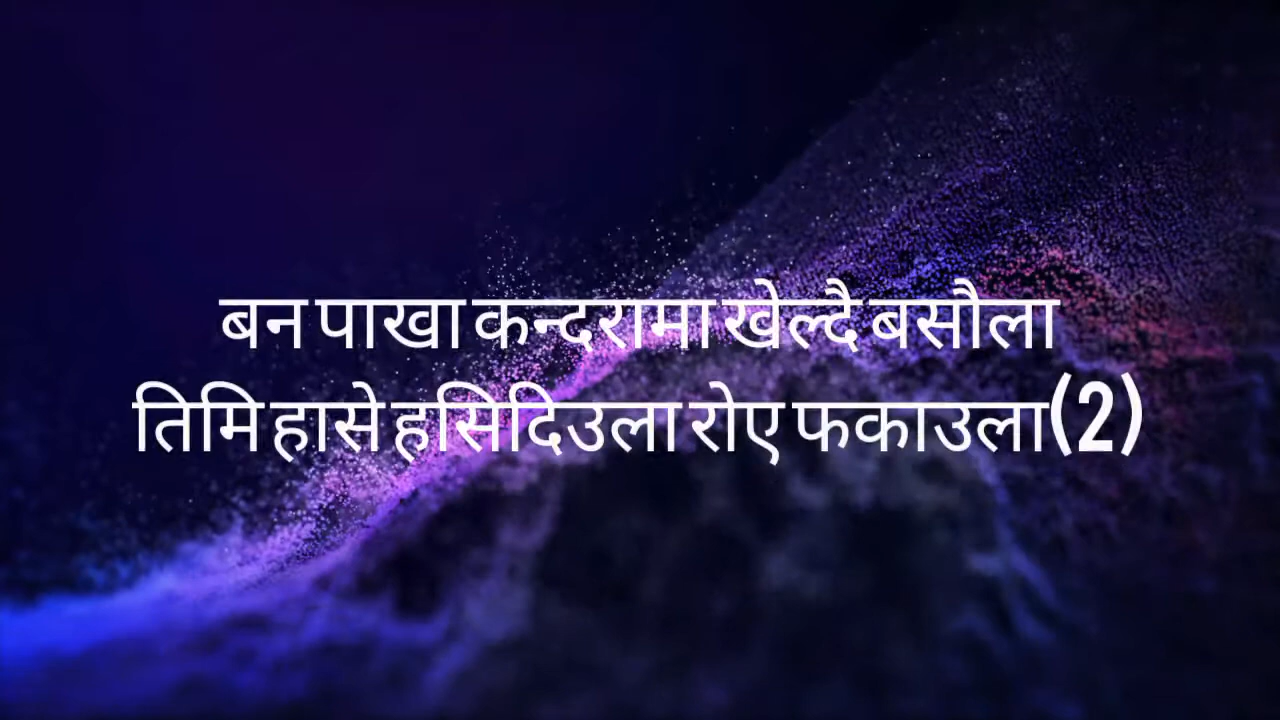 बन पाखा कन्दरामा खेल्दै बसौला
तिमि हासे हसिदिउला रोए फकाउला(2)